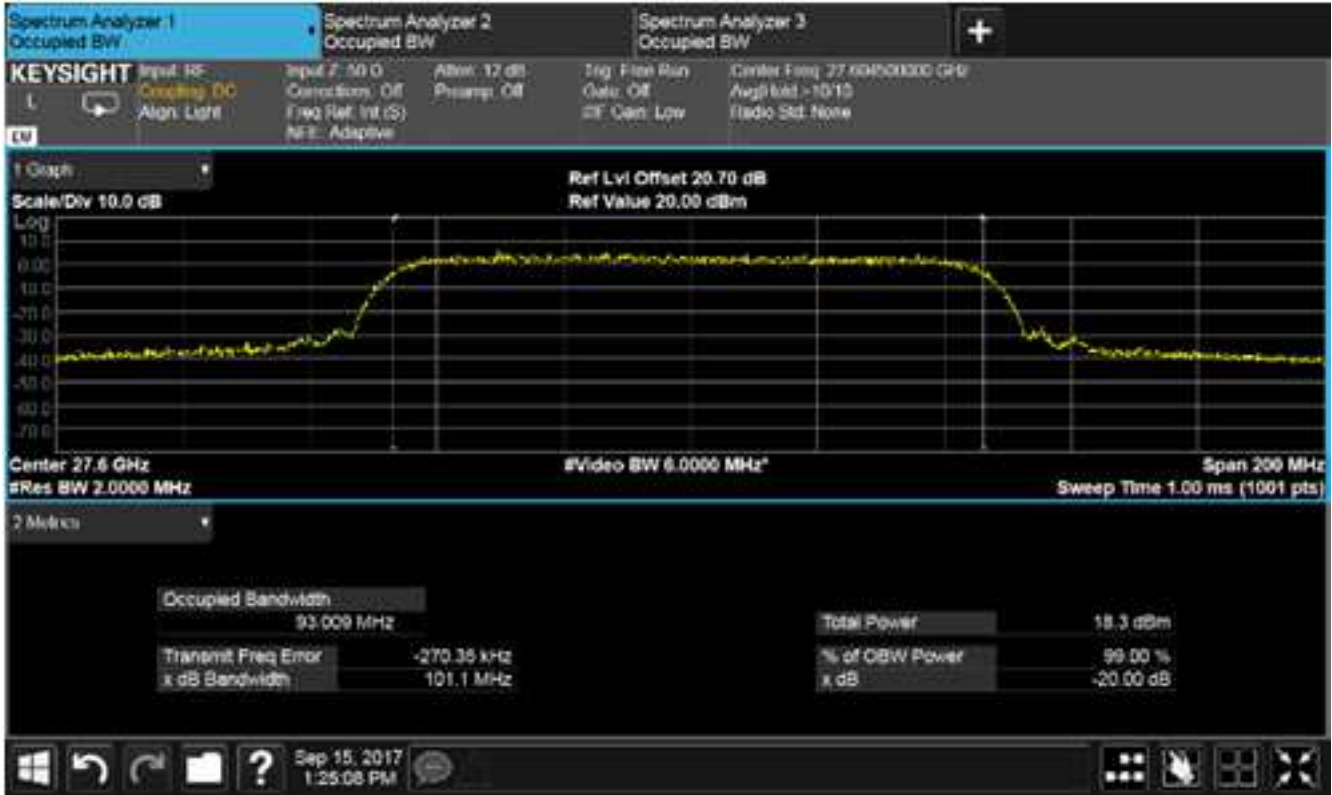 Spectrum Analyzer 1
Occupied BW
Spectrum Analyzer 2
Occupied BW
Spectrum Analyzer 3
Occupied BW
KEYSIGHT
L
Input: RF
Coupling: DC
Align: Light
Input Z: 50 Ω
Corrections: Off
Freq Ref: Int (S)
NFE: Adaptive
Atten: 12 dB
Preamp: Off
Trig: Free Run
Gate: Off
#IF Gain: Low
Center Freq: 27.604500000 GHz
Avg|Hold:>10/10
Radio Std: None
1 Graph
Scale/Div 10.0 dB
Ref Lvl Offset 20.70 dB
Ref Value 20.00 dBm
Log
10.0
0.00
-10.0
-20.0
-30.0
-40.0
-50.0
-60.0
-70.0
Center 27.6 GHz
#Video BW 6.0000 MHz*
Span 200 MHz
#Res BW 2.0000 MHz
Sweep Time 1.00 ms (1001 pts)
2 Metrics
Occupied Bandwidth
93.009 MHz
Total Power 18.3 dBm
Transmit Freq Error -270.35 kHz
% of OBW Power 99.00 %
x dB Bandwidth 101.1 MHz
x dB -20.00 dB
?
Sep 15, 2017
1:25:08 PM